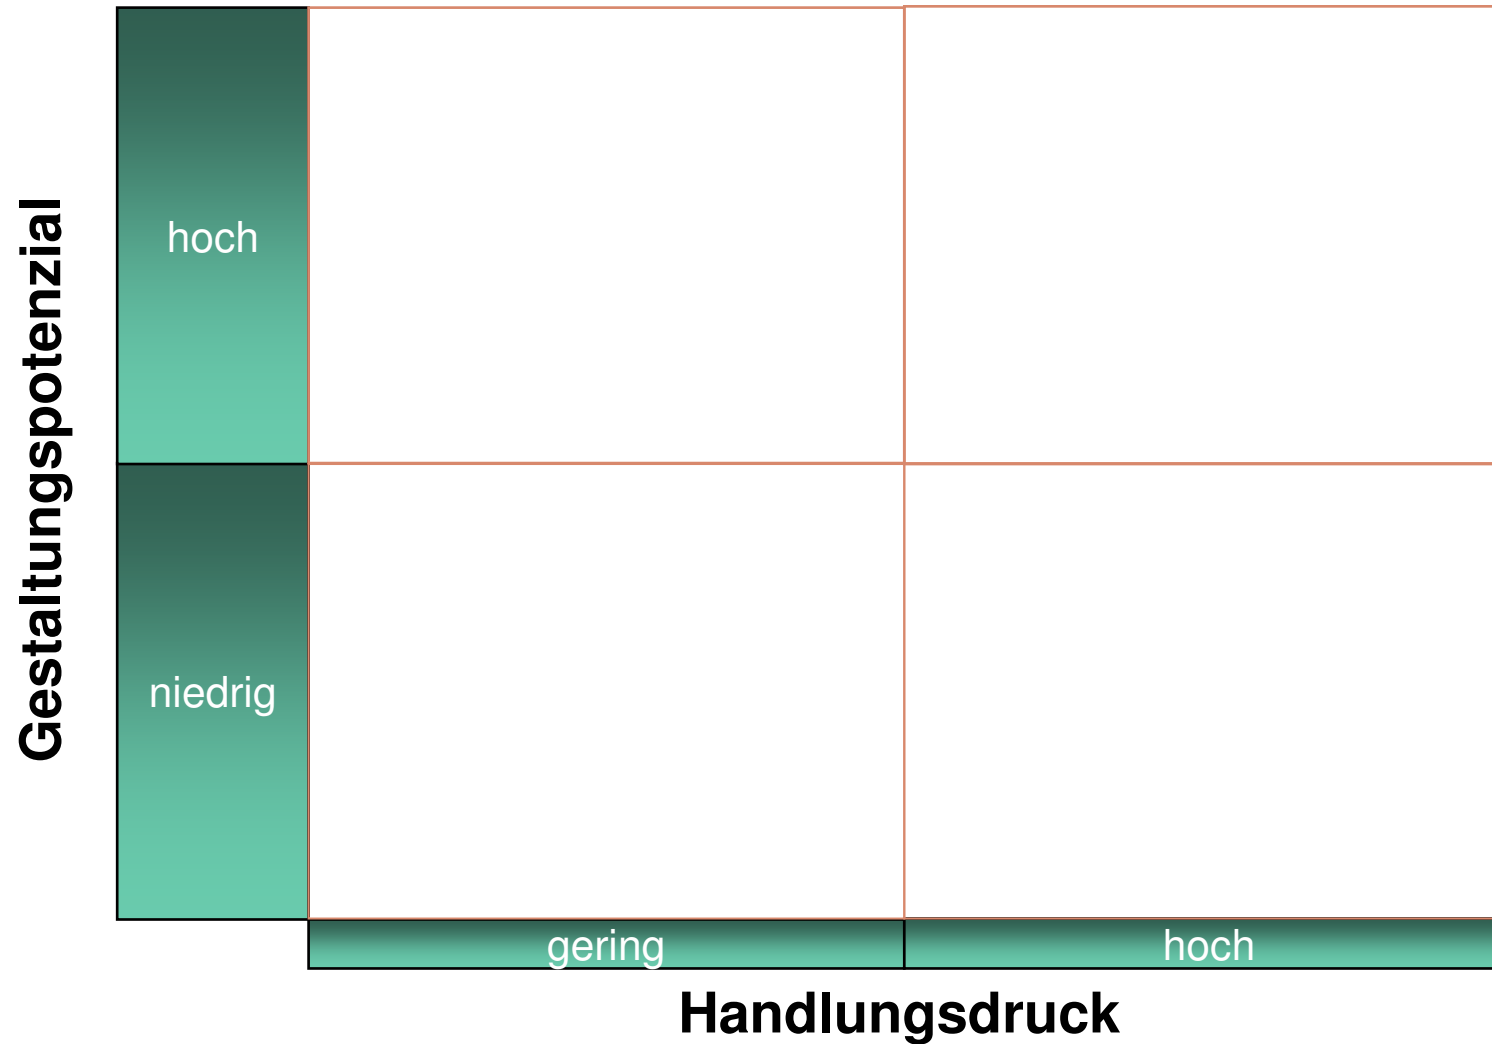 Gestaltungspotenzial
hoch
niedrig
gering
hoch
Handlungsdruck